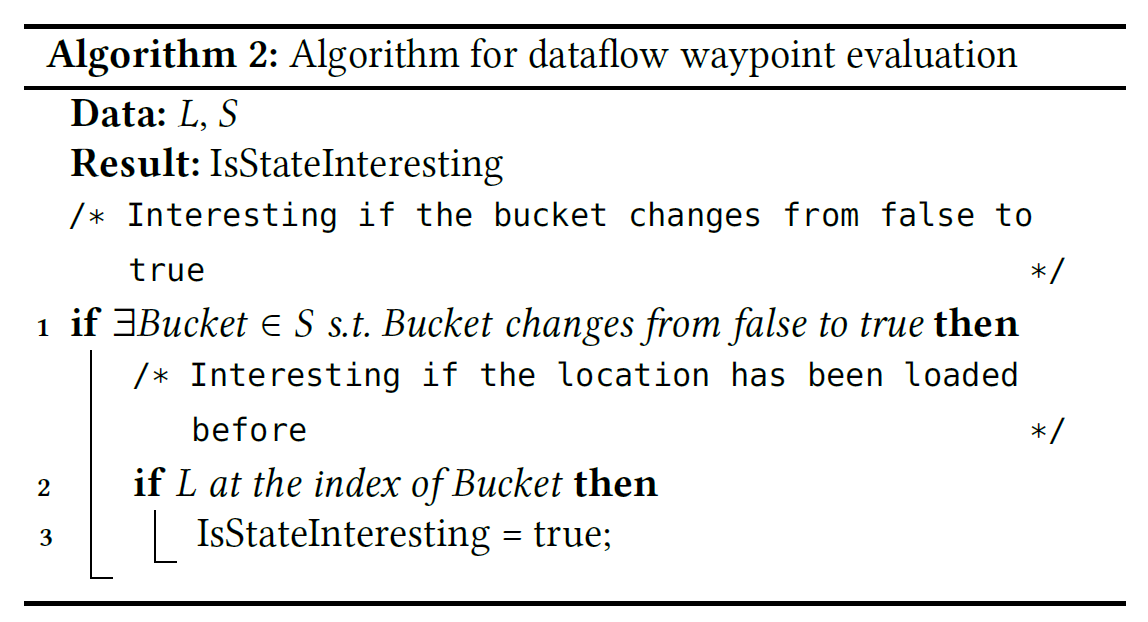 Algorithm 2: Algorithm for dataflow waypoint evaluation
Data: L, S
Result: IsStateInteresting
/* Interesting if the bucket changes from false to
true */
1 if ∃Bucket ∈ S s.t. Bucket changes from false to true then
/* Interesting if the location has been loaded
before */
2 if L at the index of Bucket then
3 IsStateInteresting = true;